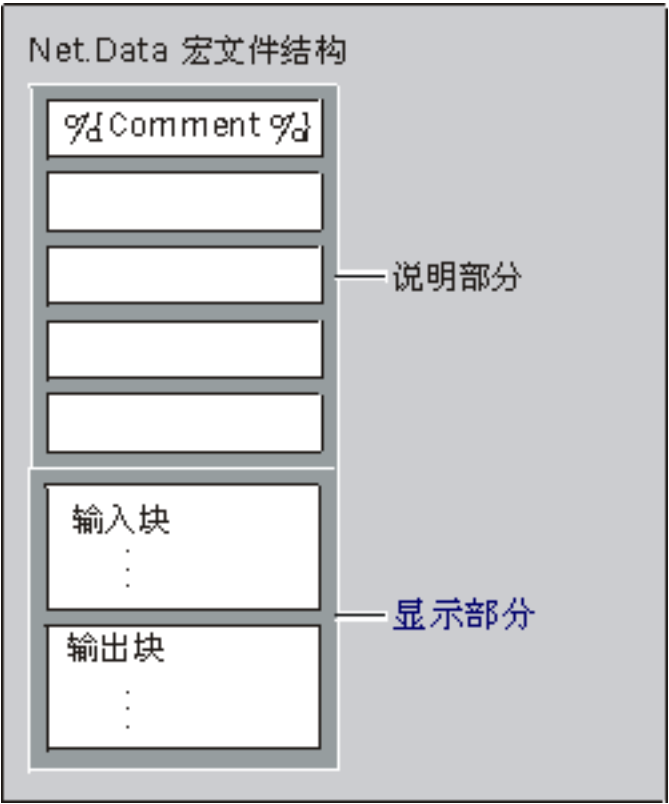 Net.Data 宏文件结构
%{Comment %}
说明部分
输入块
显示部分
输出块